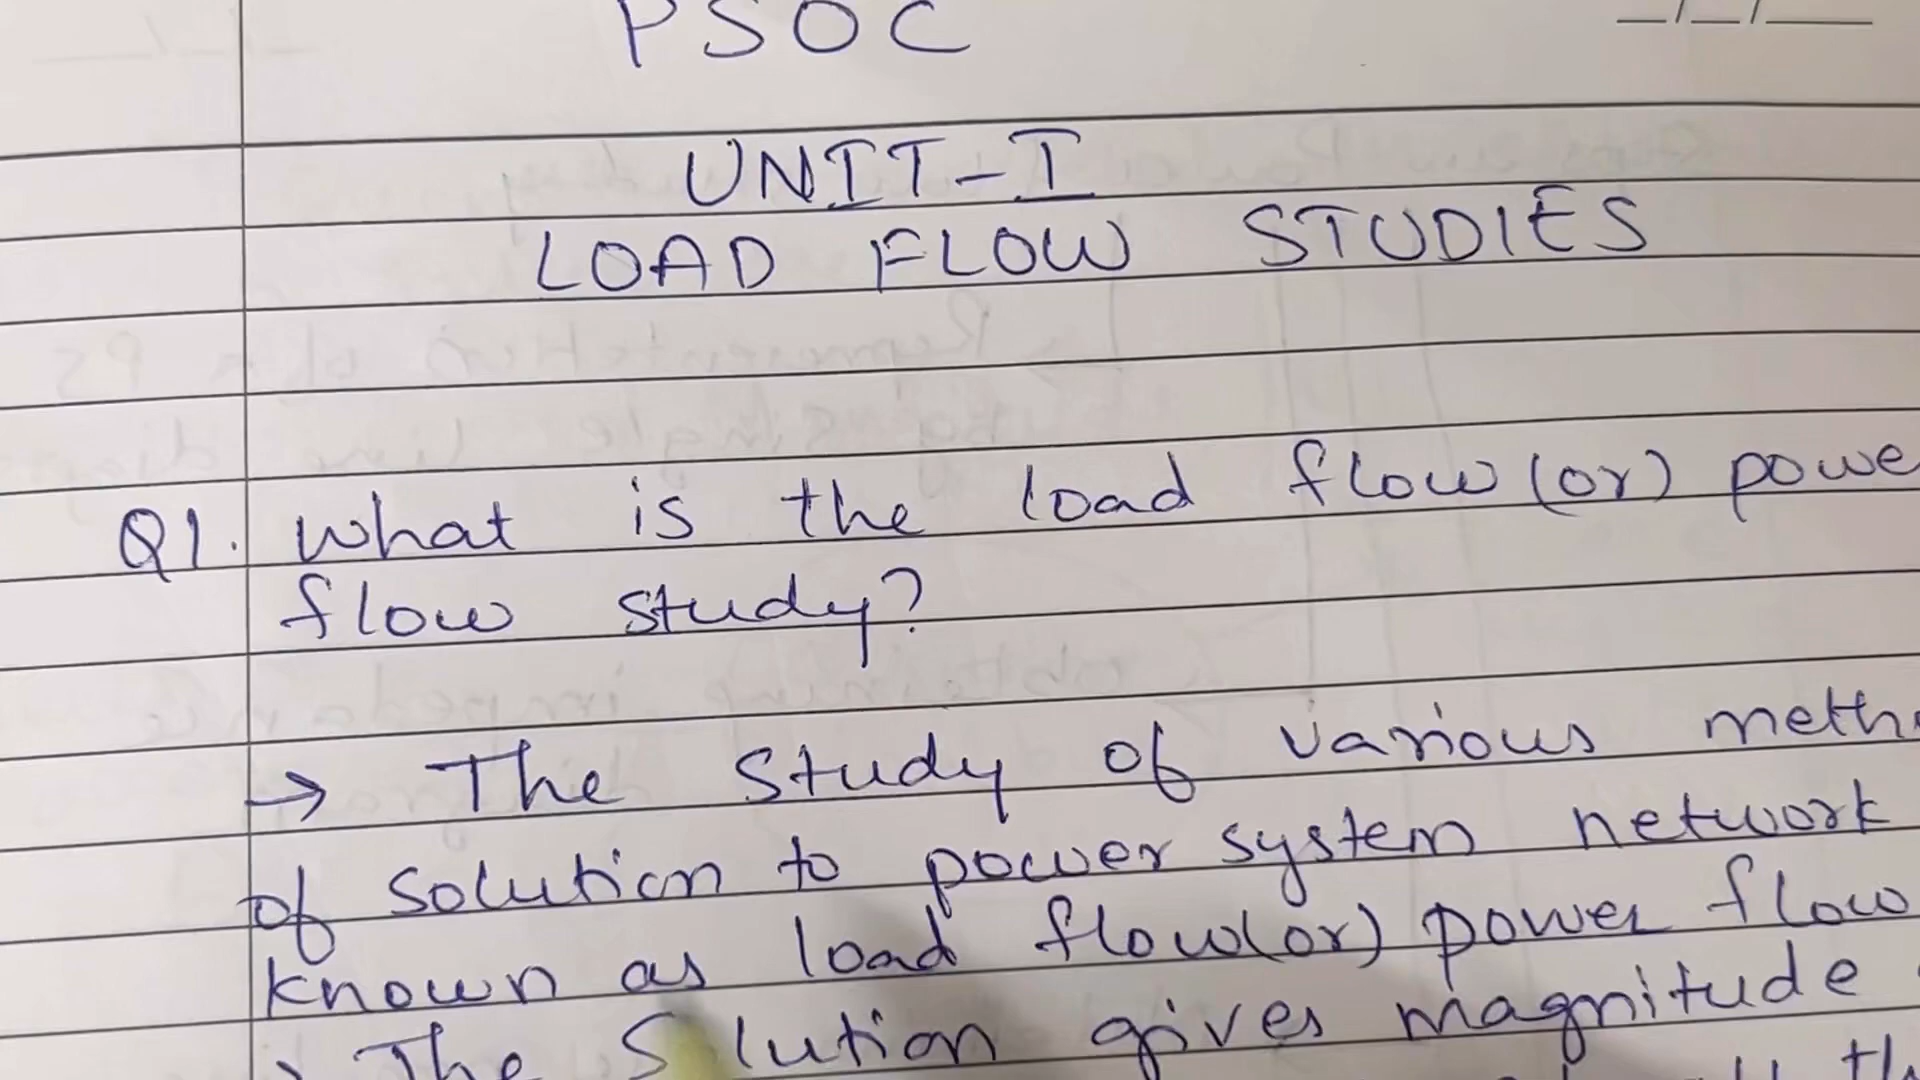 PSOC
UNIT-I
LOAD FLOW STUDIES
Q1. What is the load flow (or) powe
flow study?
→ The study of various meth
of solution to power system network
known as load flow(or) power flow
The Solution gives magnitude